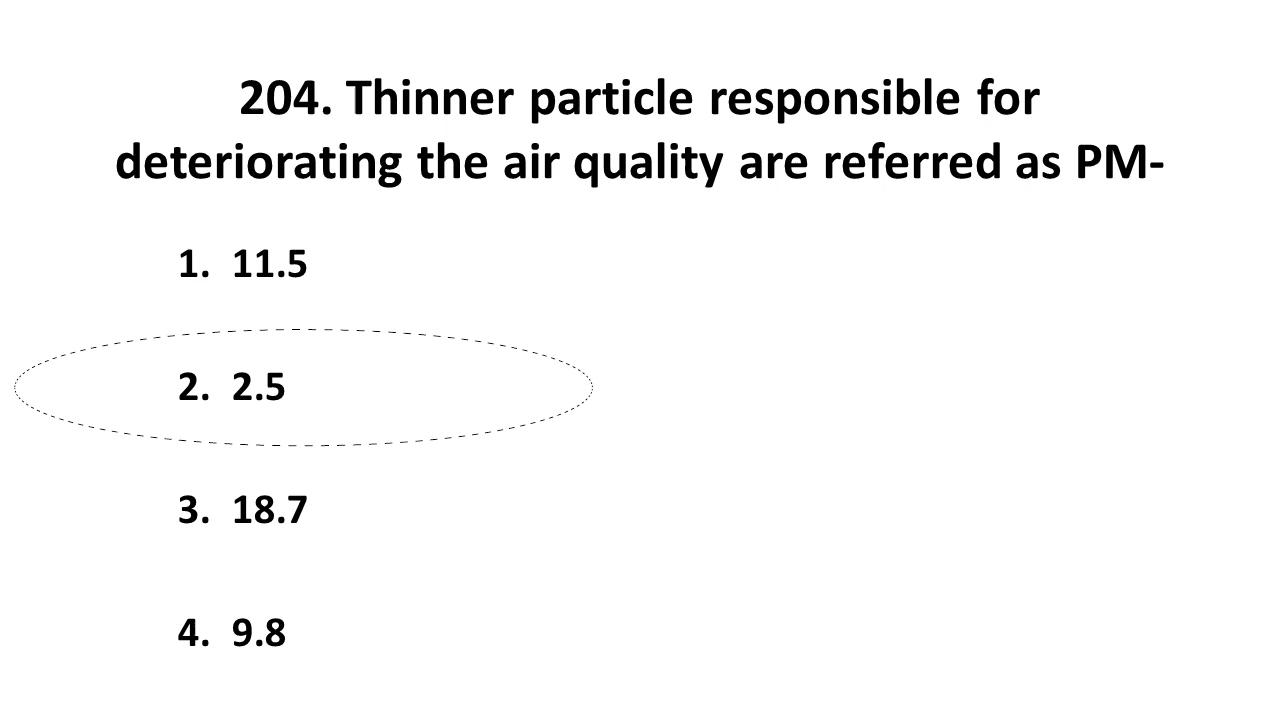 204. Thinner particle responsible for
deteriorating the air quality are referred as PM-
1. 11.5
2. 2.5
3. 18.7
4. 9.8